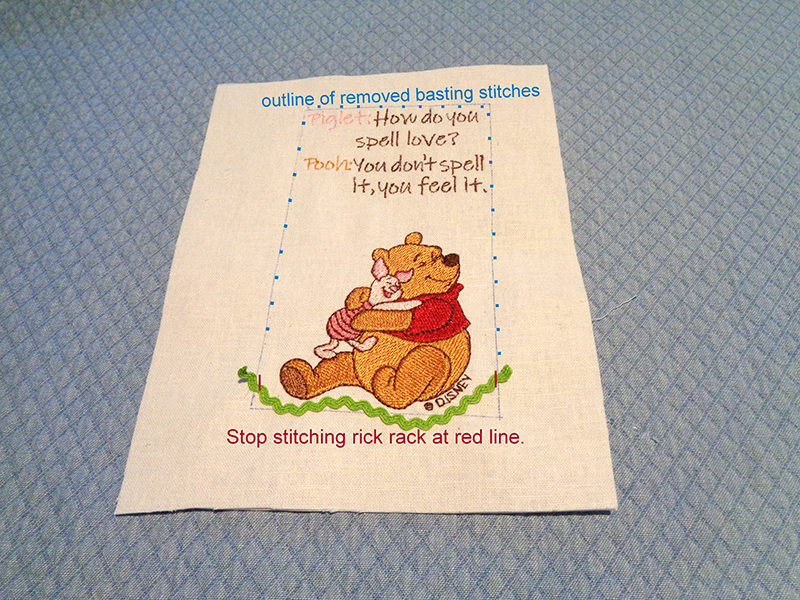 outline of removed basting stitches
Piglet: How do you
spell love?
Pooh: You don't spell
it, you feel it.
© DISNEY
Stop stitching rick rack at red line.